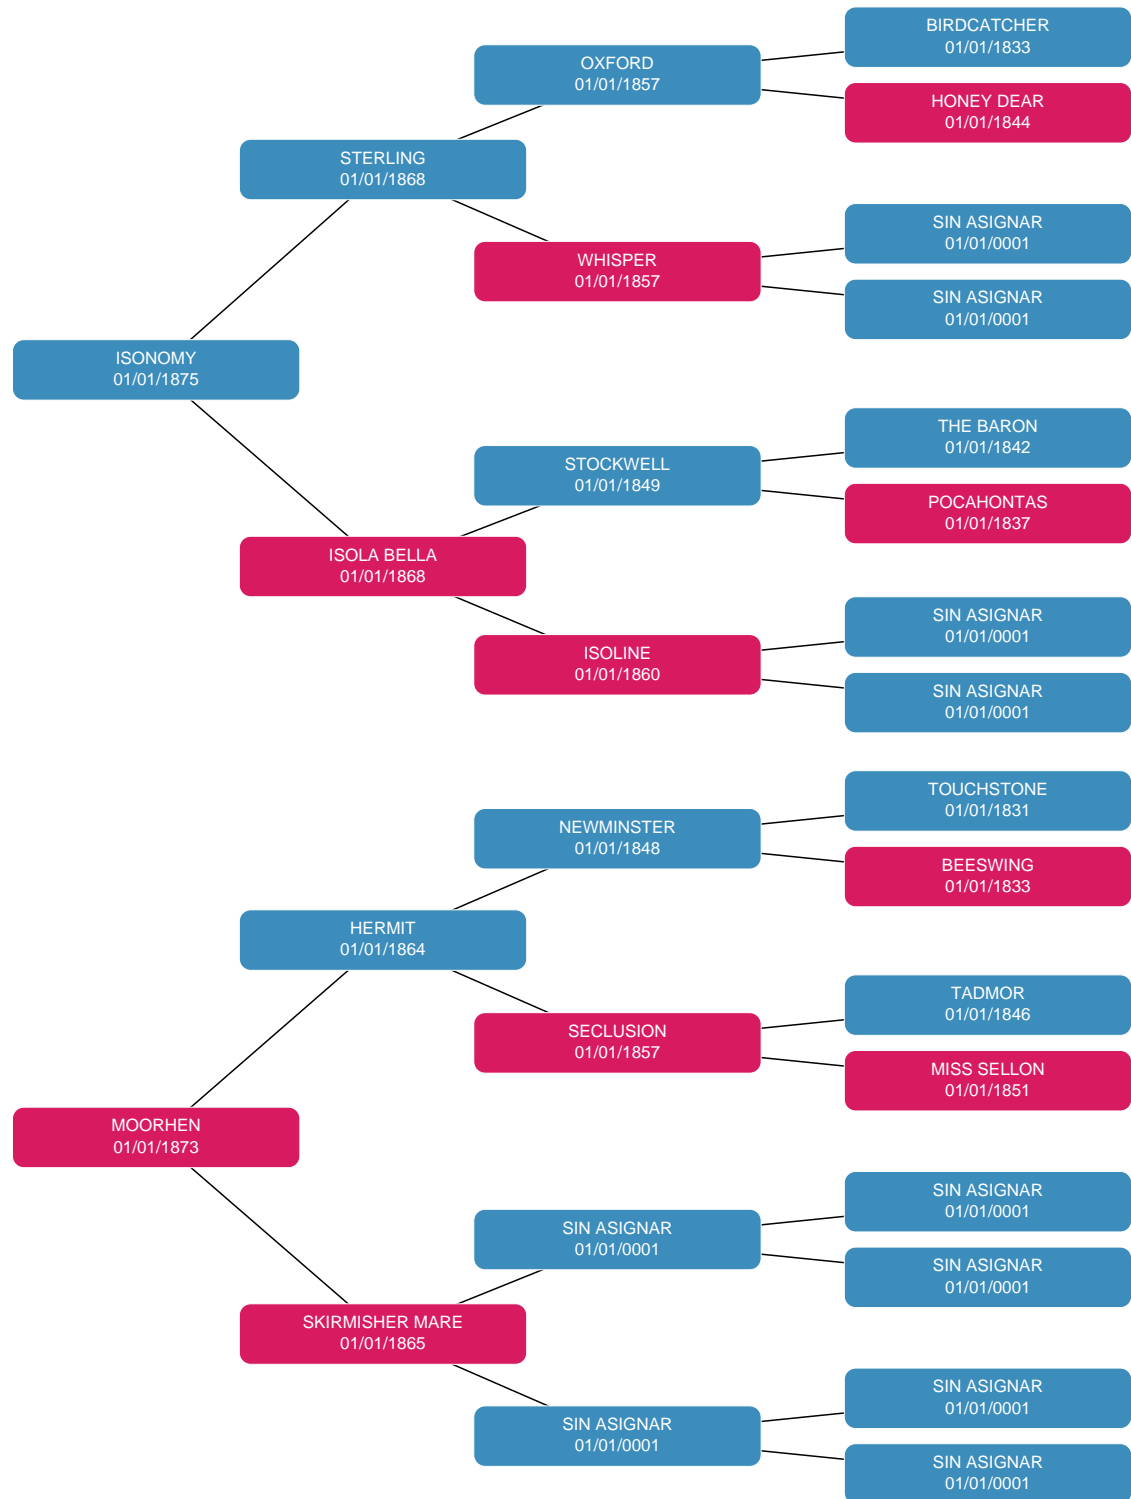 BIRDCATCHER
01/01/1833
OXFORD
01/01/1857
HONEY DEAR
01/01/1844
STERLING
01/01/1868
SIN ASIGNAR
01/01/0001
WHISPER
01/01/1857
SIN ASIGNAR
01/01/0001
ISONOMY
01/01/1875
THE BARON
01/01/1842
STOCKWELL
01/01/1849
POCAHONTAS
01/01/1837
ISOLA BELLA
01/01/1868
SIN ASIGNAR
01/01/0001
ISOLINE
01/01/1860
SIN ASIGNAR
01/01/0001
TOUCHSTONE
01/01/1831
NEWMINSTER
01/01/1848
BEESWING
01/01/1833
HERMIT
01/01/1864
TADMOR
01/01/1846
SECLUSION
01/01/1857
MISS SELLON
01/01/1851
MOORHEN
01/01/1873
SIN ASIGNAR
01/01/0001
SIN ASIGNAR
01/01/0001
SIN ASIGNAR
01/01/0001
SKIRMISHER MARE
01/01/1865
SIN ASIGNAR
01/01/0001
SIN ASIGNAR
01/01/0001
SIN ASIGNAR
01/01/0001